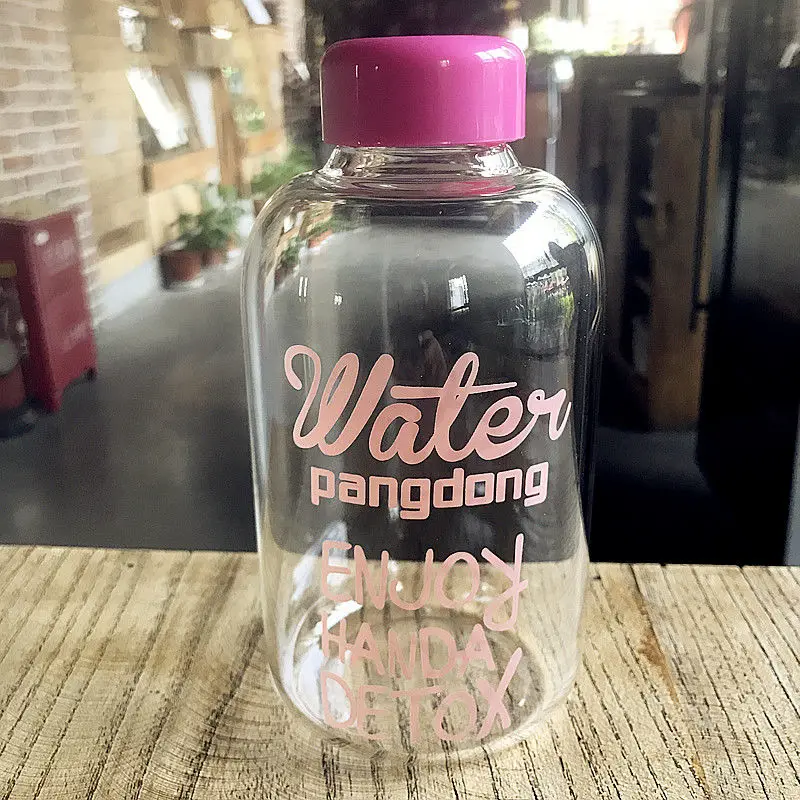 Water
pangdong
ENJOY
HANDA
DETOX